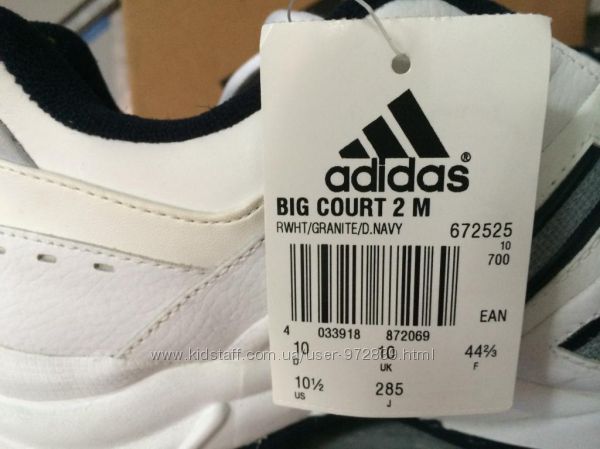 adidas®
BIG COURT 2 M
RWHT/GRANITE/D.NAVY 672525
10
700
EAN
4 033918 872069
10 D 10 UK 44⅔ F
10½ US 285 J
www.kidstaff.com.ua/user-972880.html